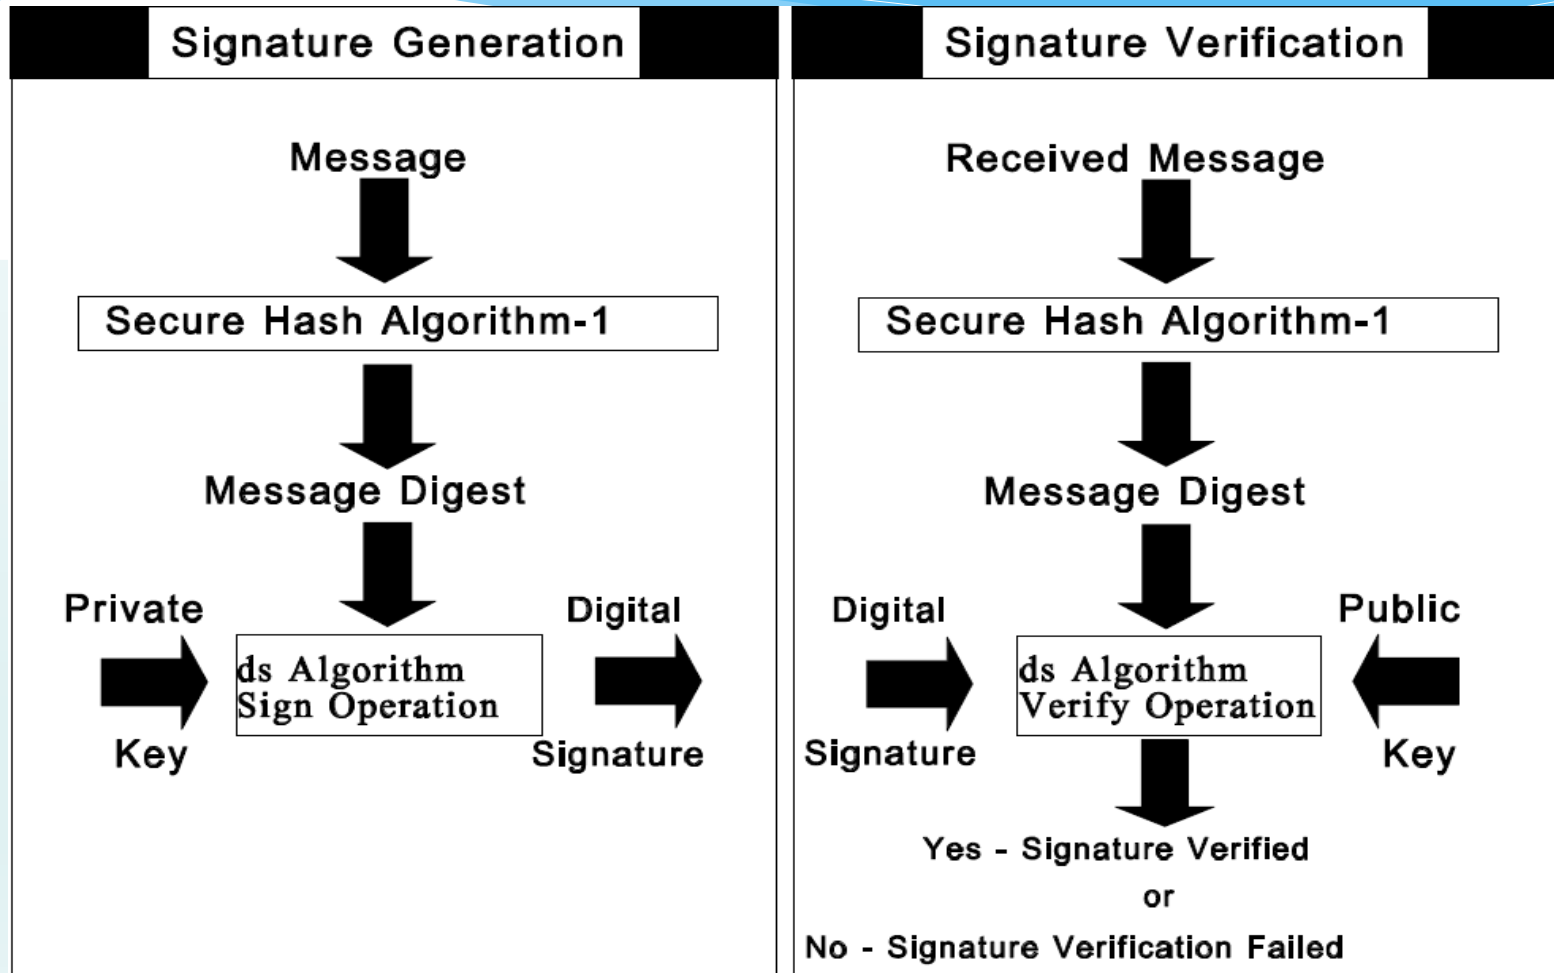 Signature Generation
Message
Secure Hash Algorithm-1
Message Digest
Private
Key
ds Algorithm
Sign Operation
Digital
Signature
Signature Verification
Received Message
Secure Hash Algorithm-1
Message Digest
Digital
Signature
ds Algorithm
Verify Operation
Public
Key
Yes - Signature Verified
or
No - Signature Verification Failed